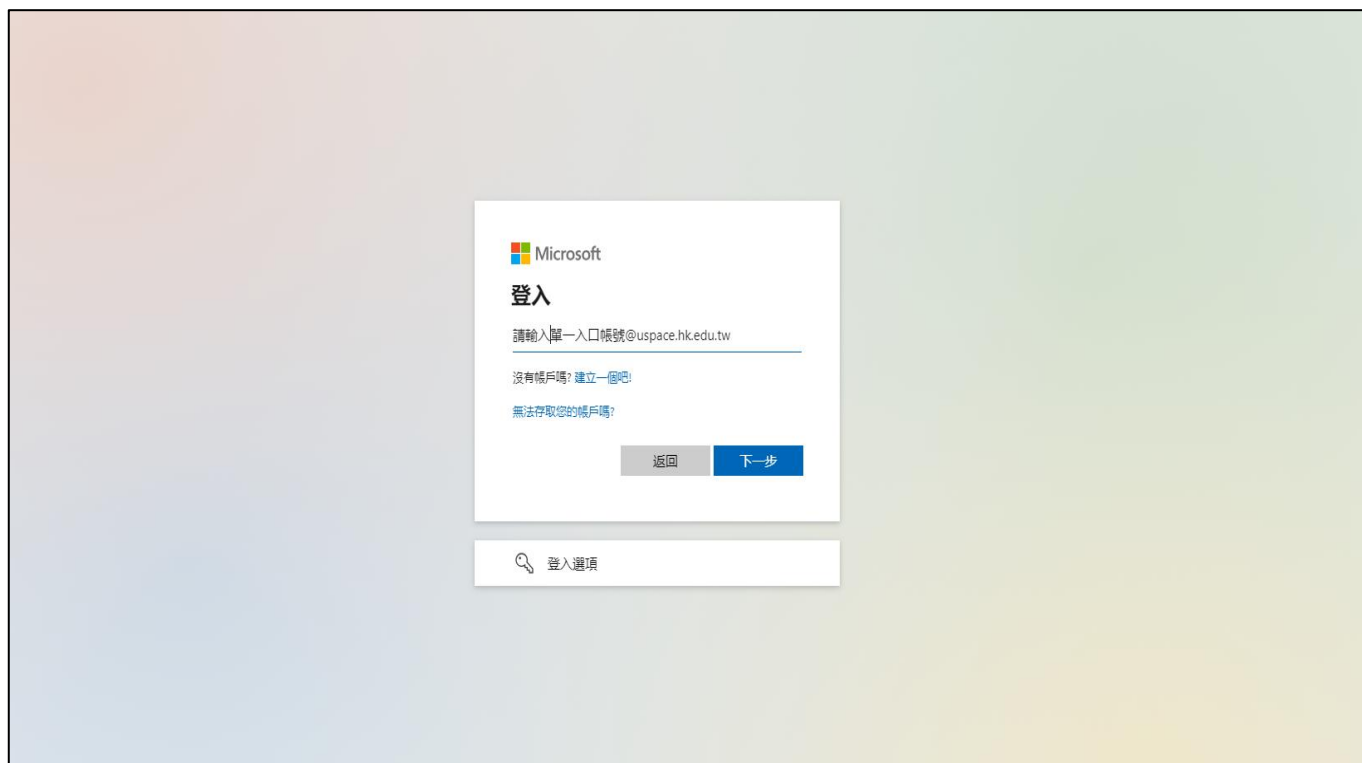 Microsoft
登入
請輸入單一入口帳號@uspace.hk.edu.tw
沒有帳戶嗎? 建立一個吧!
無法存取您的帳戶嗎?
返回 下一步
登入選項